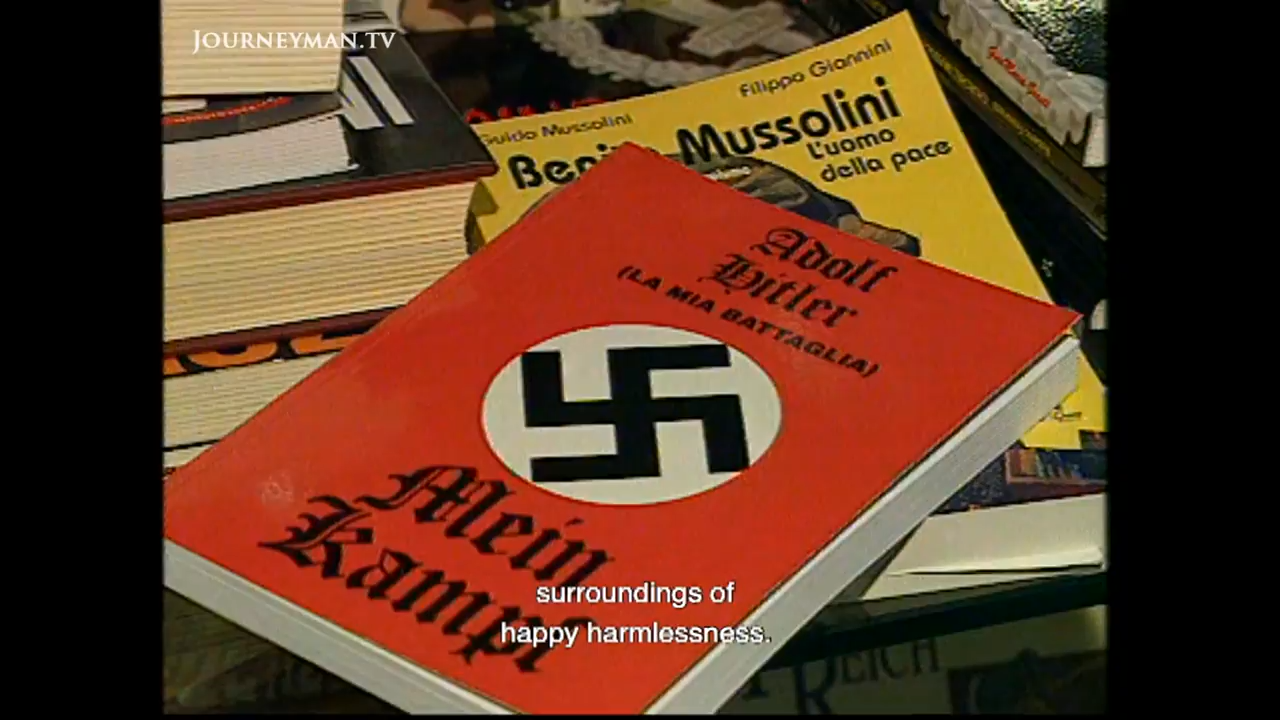 JOURNEYMAN.TV
Filippo Giannini
Guido Mussolini
Mussolini
L'uomo
della pace
Adolf
Hitler
(LA MIA BATTAGLIA)
Mein
Kampf
surroundings of
happy harmlessness.
REICH